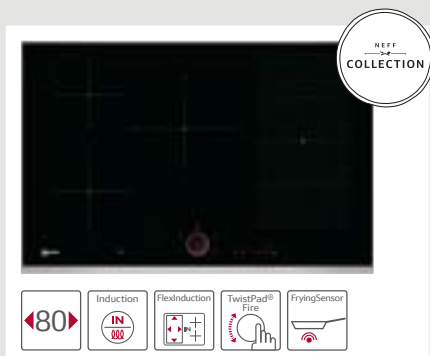 NEFF
COLLECTION
80
Induction
IN
FlexInduction
IN
TwistPad®
Fire
FryingSensor